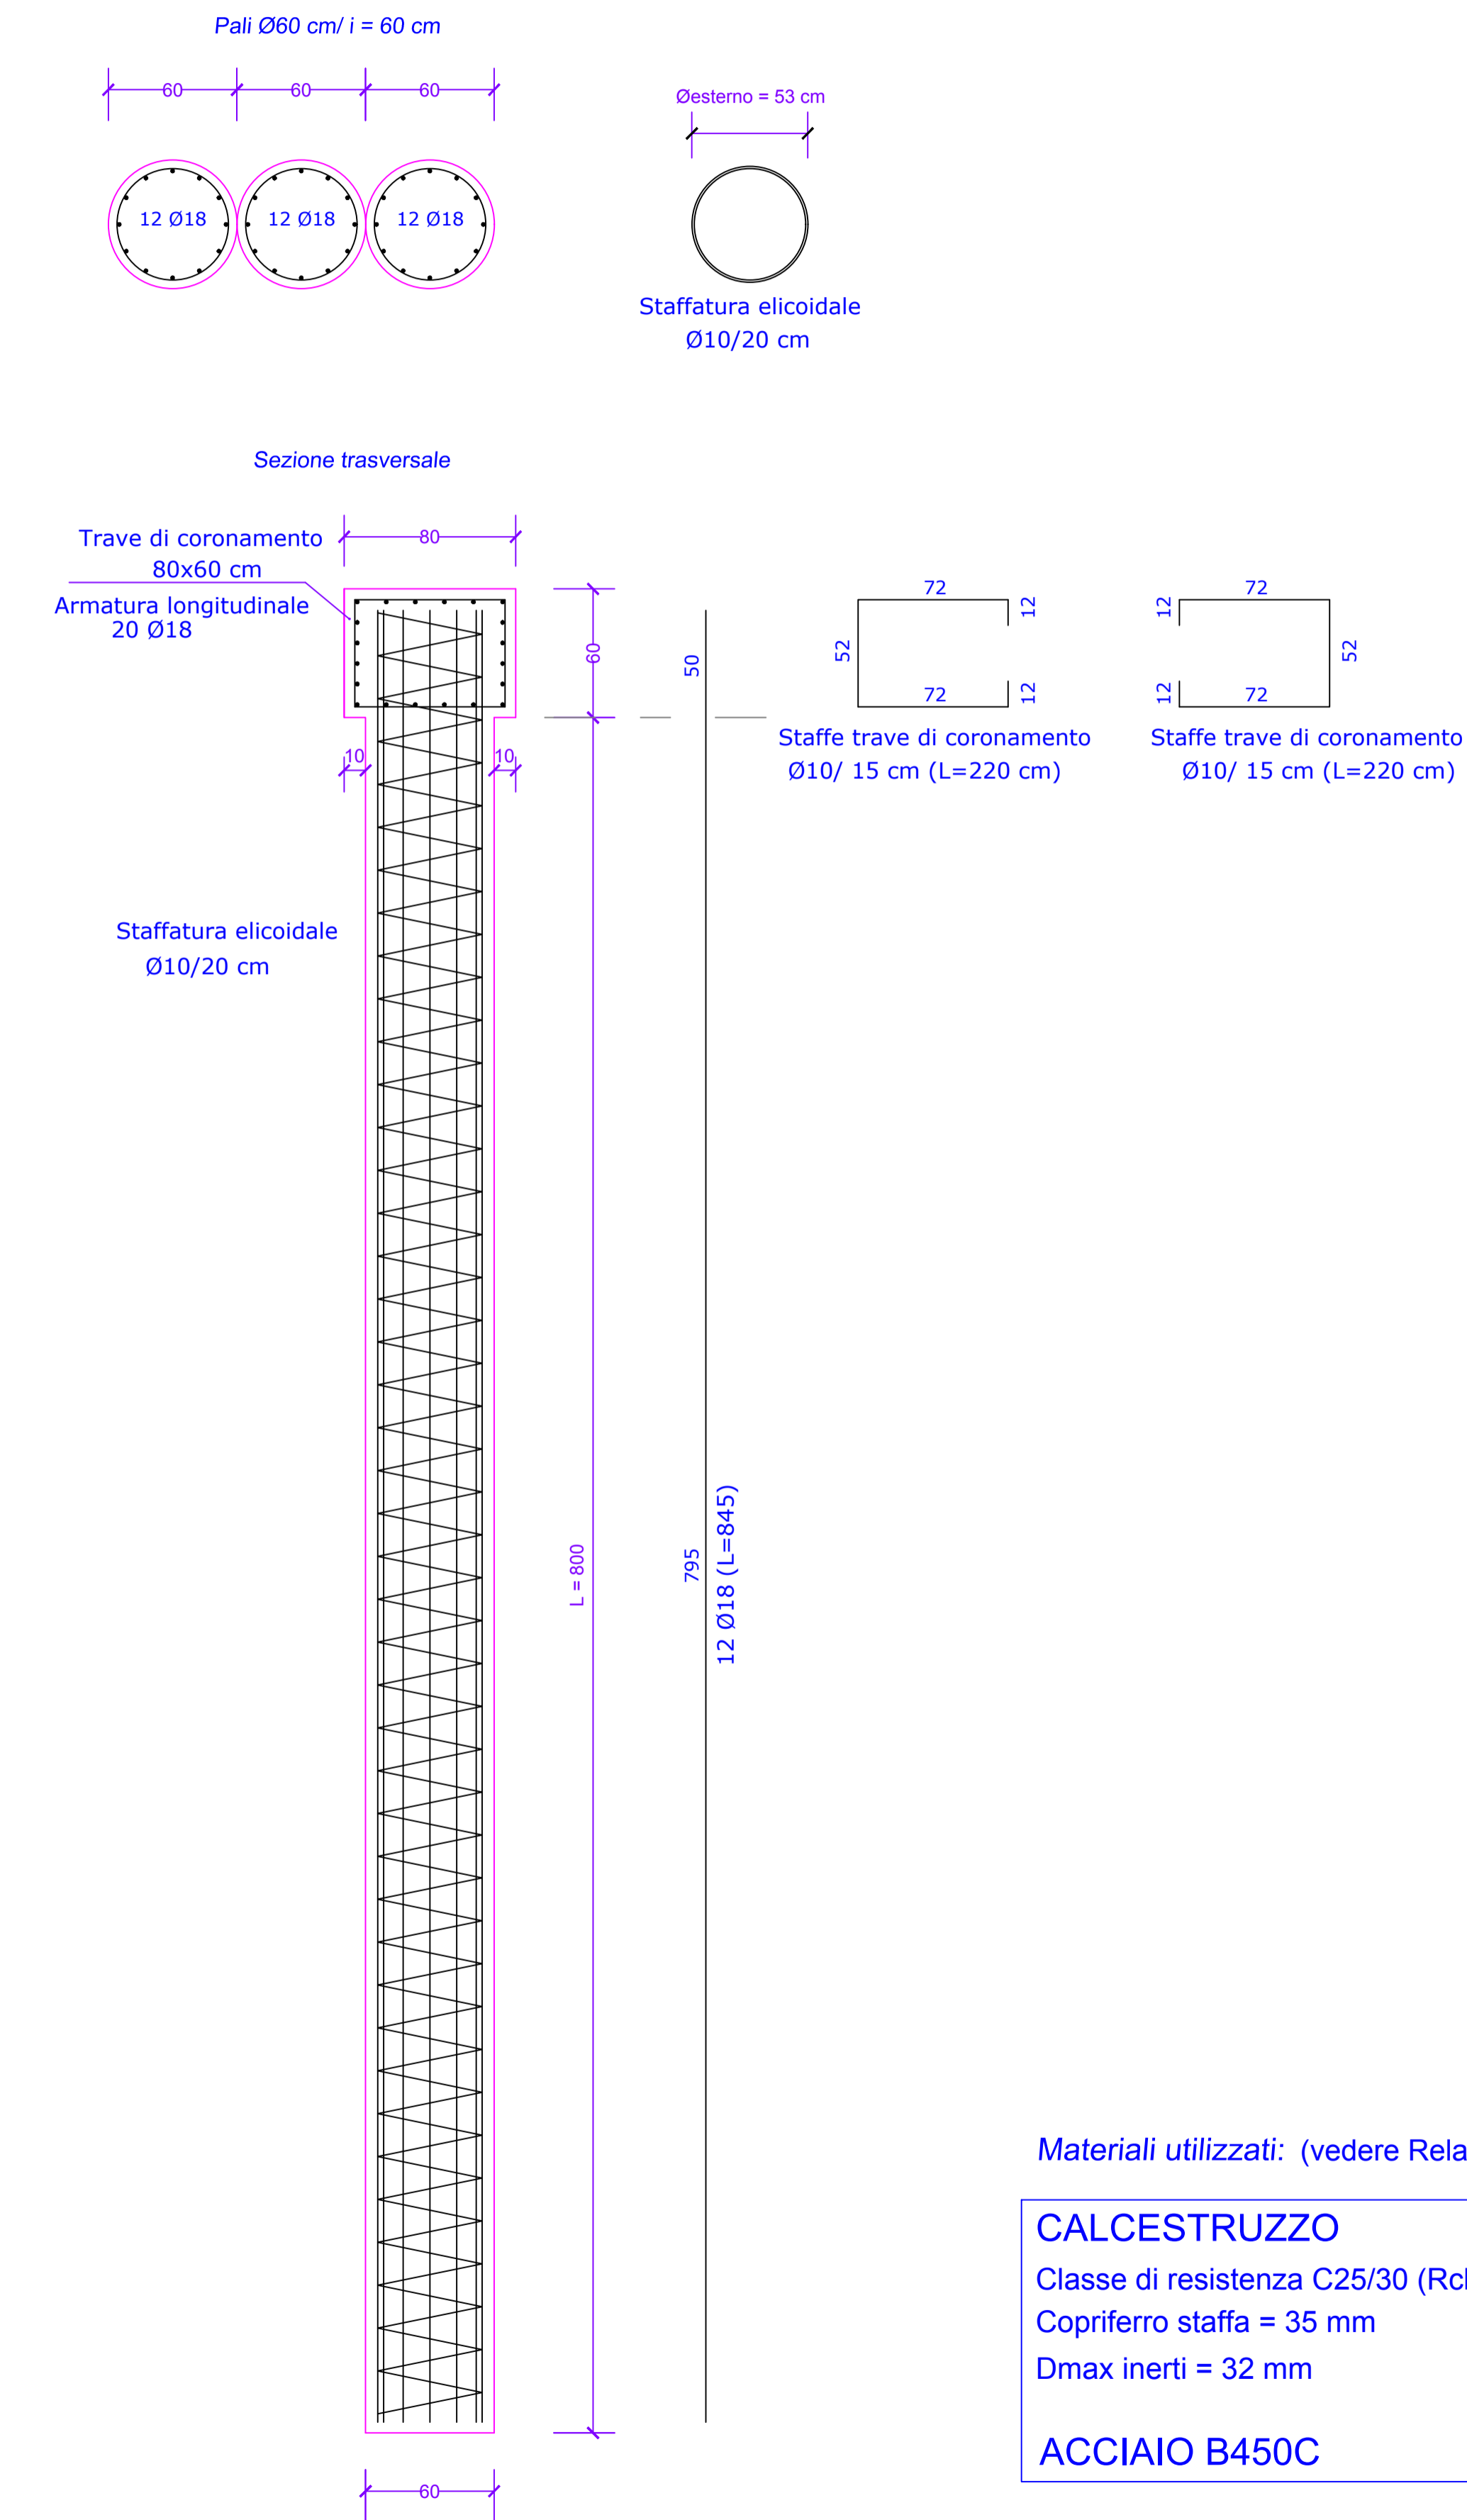 Pali Ø60 cm/ i = 60 cm
60 60 60
Øesterno = 53 cm
12 Ø18 12 Ø18 12 Ø18
Staffatura elicoidale
Ø10/20 cm
Sezione trasversale
80
Trave di coronamento
80x60 cm
Armatura longitudinale
20 Ø18
60
50
10 10
72
12
52
72
12
Staffe trave di coronamento
Ø10/ 15 cm (L=220 cm)
72
12
52
72
12
Staffe trave di coronamento
Ø10/ 15 cm (L=220 cm)
Staffatura elicoidale
Ø10/20 cm
L = 800
795
12 Ø18 (L=845)
60
Materiali utilizzati: (vedere Rela
CALCESTRUZZO
Classe di resistenza C25/30 (Rc
Copriferro staffa = 35 mm
Dmax inerti = 32 mm
ACCIAIO B450C